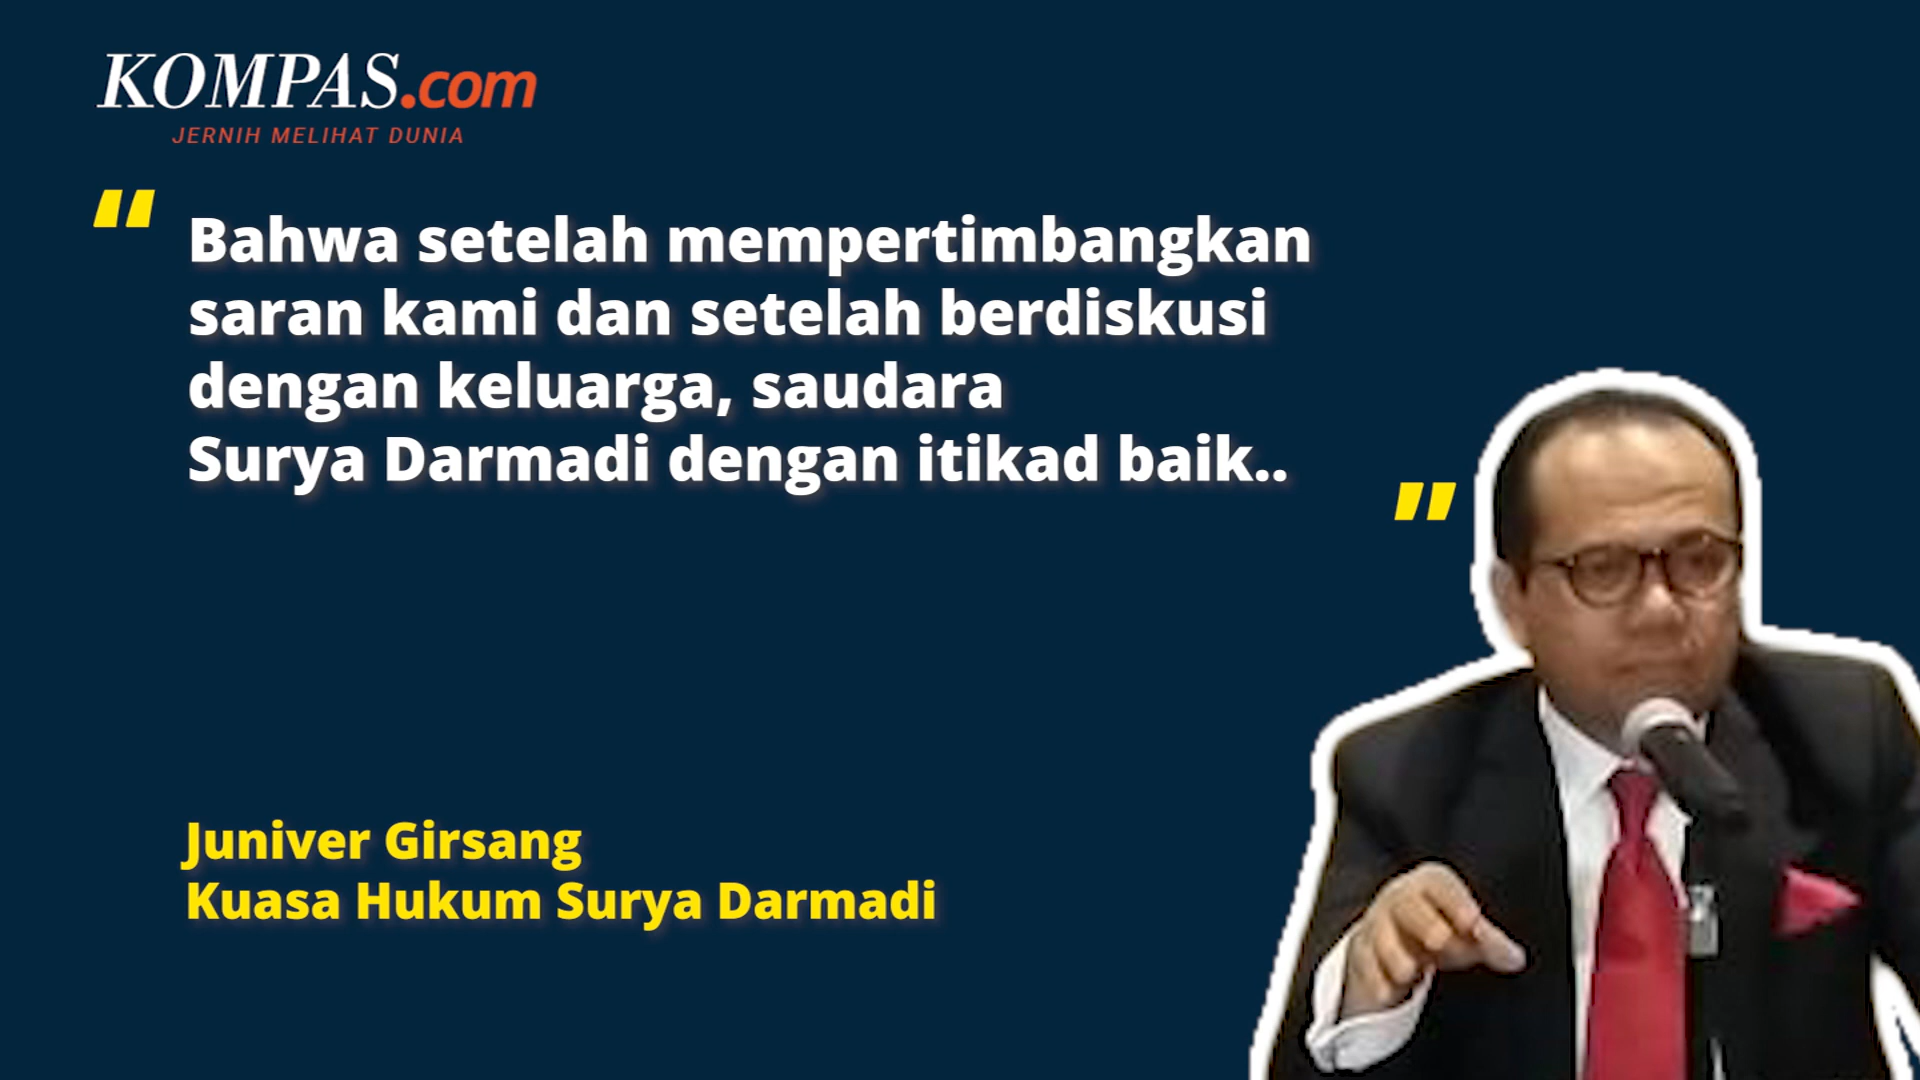 KOMPAS.com
JERNIH MELIHAT DUNIA
“ Bahwa setelah mempertimbangkan
saran kami dan setelah berdiskusi
dengan keluarga, saudara
Surya Darmadi dengan itikad baik.. ”
Juniver Girsang
Kuasa Hukum Surya Darmadi